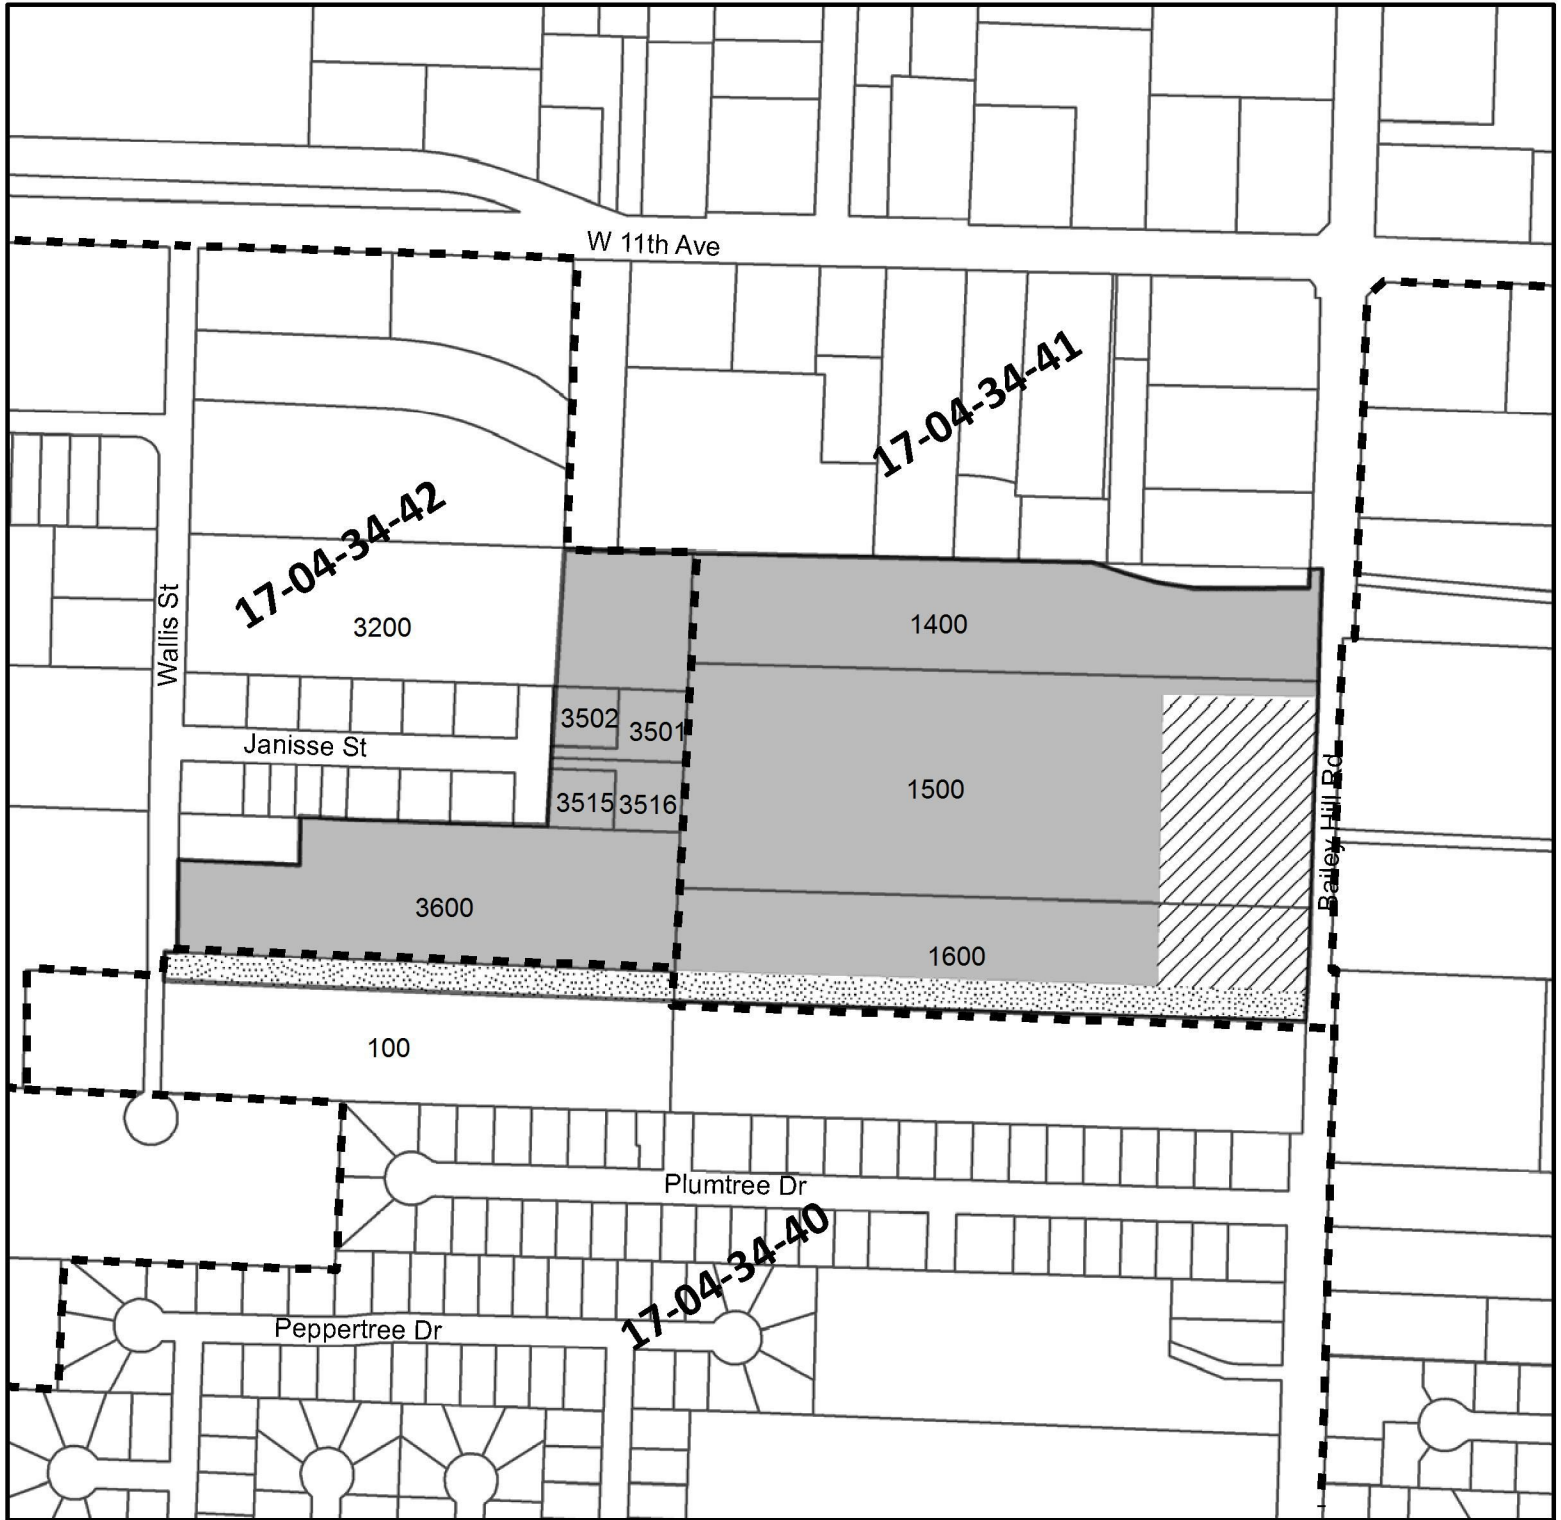 W 11th Ave
17-04-34-41
17-04-34-42
Wallis St
3200
1400
3502
3501
Janisse St
1500
3515
3516
Bailey Hill Rd
3600
1600
100
Plumtree Dr
17-04-34-40
Peppertree Dr